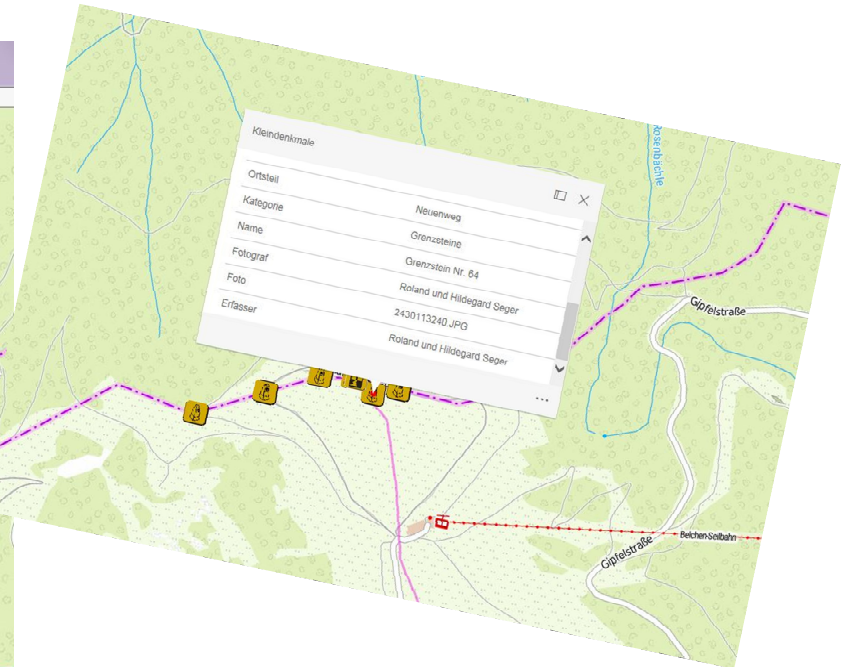 Kleindenkmale
Ortsteil Neuenweg
Kategorie Grenzsteine
Name Grenzstein Nr. 64
Fotograf Roland und Hildegard Seger
Foto 2430113240.JPG
Erfasser Roland und Hildegard Seger
Rosenbächle
Gipfelstraße
Gipfelstraße
Belchen-Seilbahn